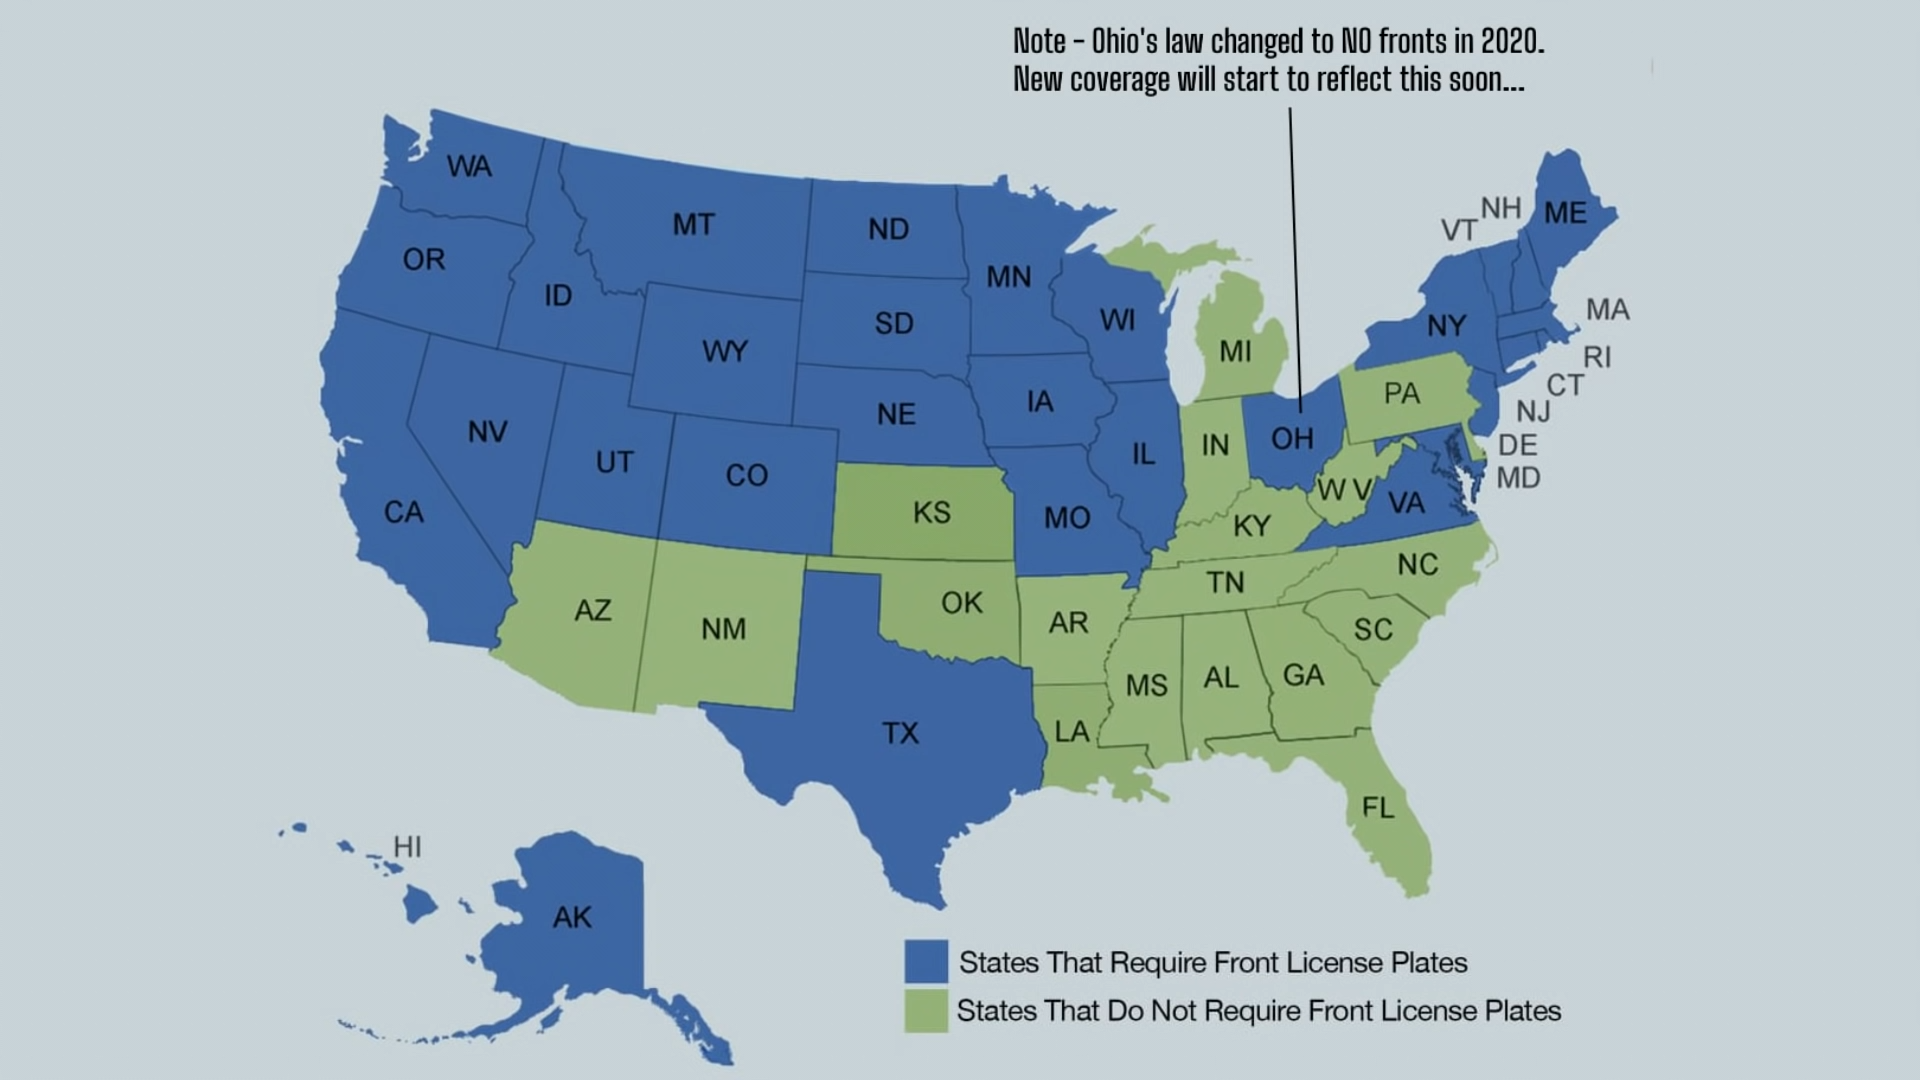 Note - Ohio's law changed to NO fronts in 2020.
New coverage will start to reflect this soon...
WA
MT
ND
MN
OR
ID
WY
SD
WI
MI
VT
NH
ME
NY
MA
RI
CT
NJ
DE
MD
PA
NV
UT
CO
NE
IA
IL
IN
OH
WV
VA
CA
KS
MO
KY
AZ
NM
OK
AR
TN
NC
SC
MS
AL
GA
LA
TX
FL
HI
AK
States That Require Front License Plates
States That Do Not Require Front License Plates